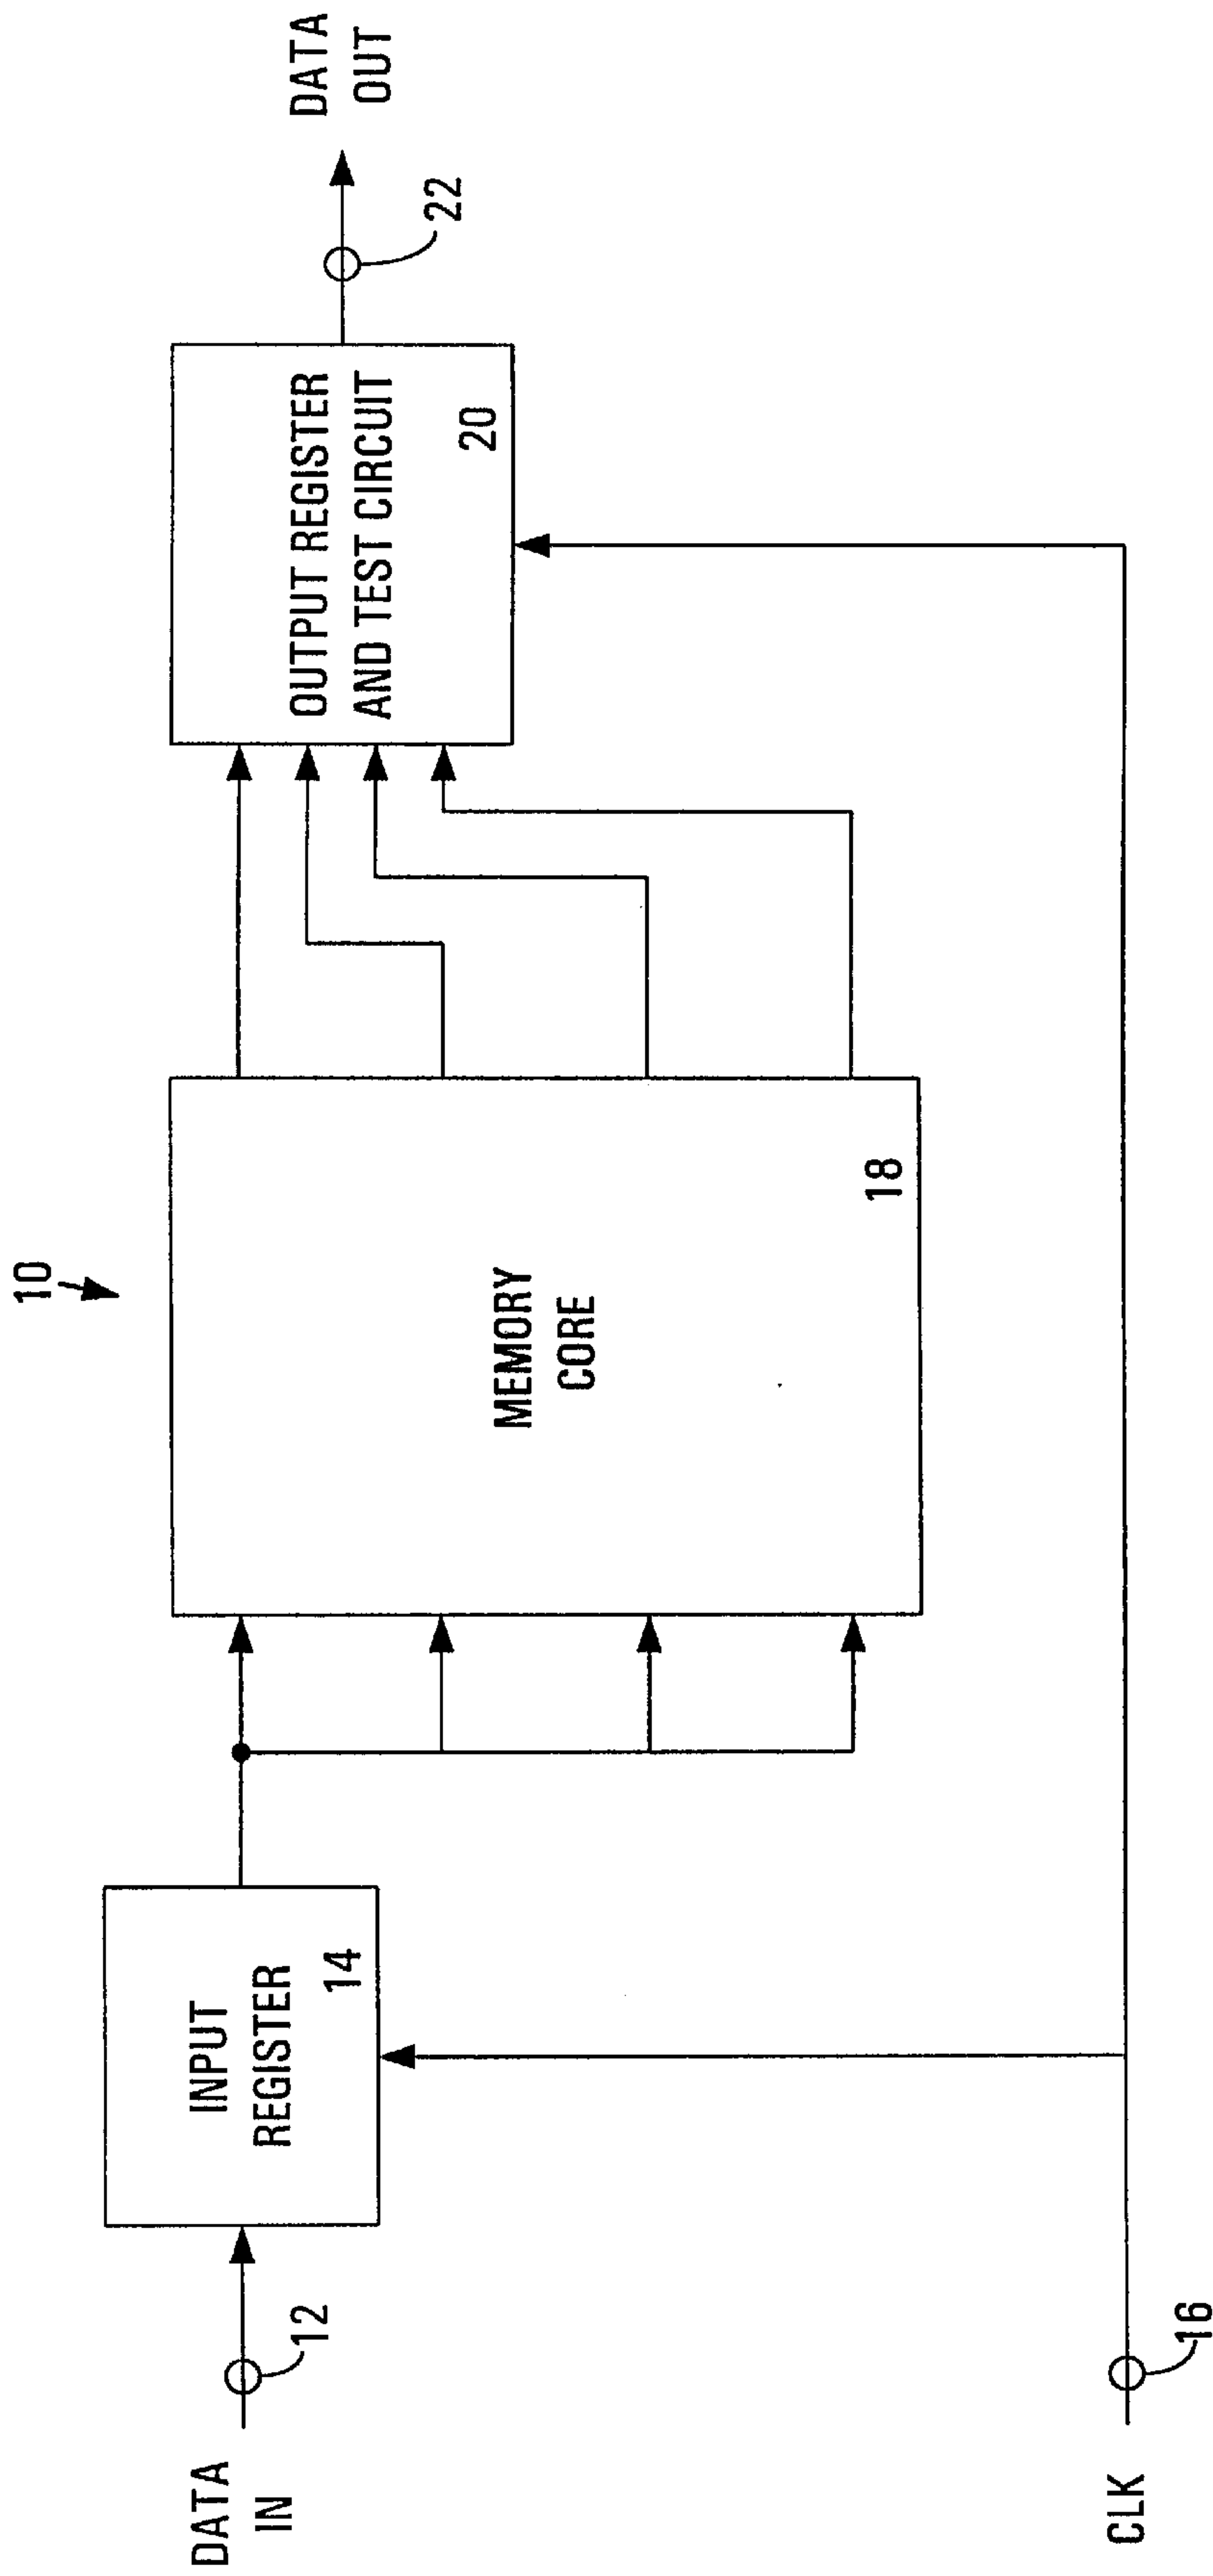 10
DATA
IN
12
INPUT
REGISTER
14
MEMORY
CORE
18
OUTPUT REGISTER
AND TEST CIRCUIT
20
DATA
OUT
22
CLK
16